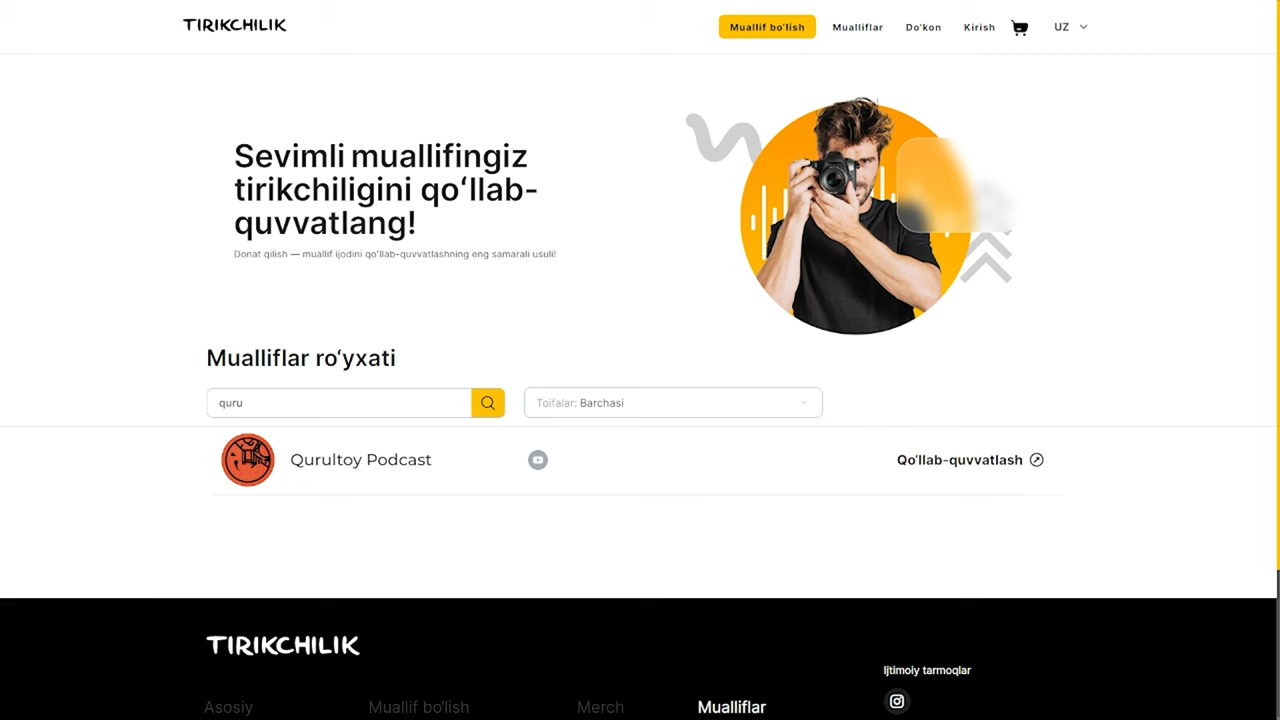 TIRIKCHILIK
Muallif bo‘lish
Mualliflar
Do‘kon
Kirish
UZ
Sevimli muallifingiz
tirikchiligini qo‘llab-
quvvatlang!
Donat qilish — muallif ijodini qo‘llab-quvvatlashning eng samarali usuli!
Mualliflar ro‘yxati
quru
Toifalar: Barchasi
Qurultoy Podcast
Qo‘llab-quvvatlash
TIRIKCHILIK
Ijtimoiy tarmoqlar
Asosiy
Muallif bo‘lish
Merch
Mualliflar